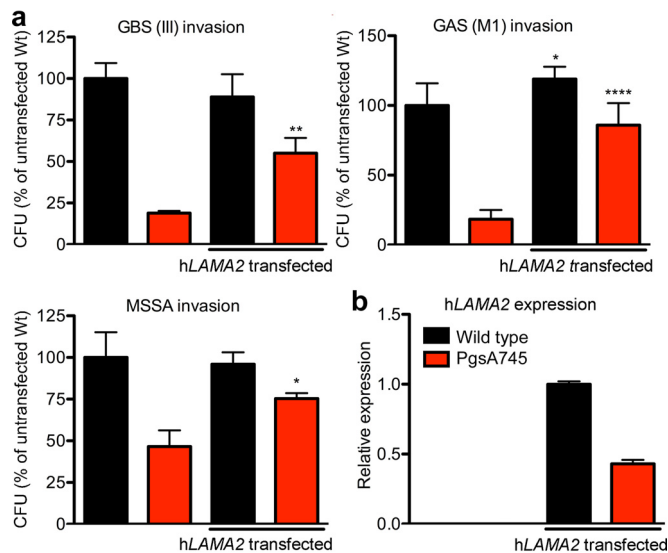 a
GBS (III) invasion
CFU (% of untransfected Wt)
125
100
75
50
25
0
**
hLAMA2 transfected
GAS (M1) invasion
CFU (% of untransfected Wt)
150
100
50
0
*
****
hLAMA2 transfected
MSSA invasion
CFU (% of untransfected Wt)
125
100
75
50
25
0
*
hLAMA2 transfected
b
hLAMA2 expression
Relative expression
1.5
1.0
0.5
0.0
Wild type
PgsA745
hLAMA2 transfected